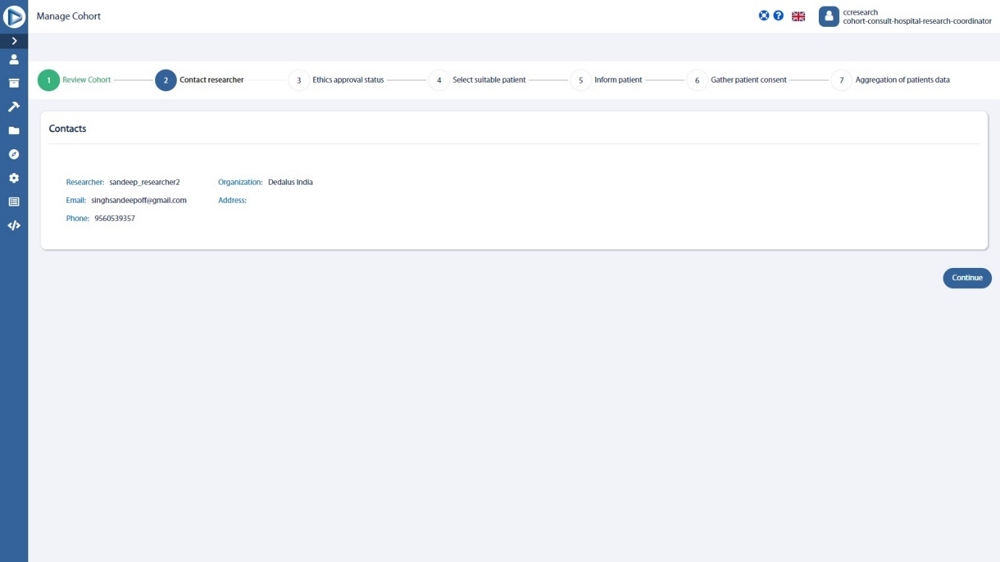 Manage Cohort
ccresearch
cohort-consult-hospital-research-coordinator
1 Review Cohort 2 Contact researcher 3 Ethics approval status 4 Select suitable patient 5 Inform patient 6 Gather patient consent 7 Aggregation of patients data
Contacts
Researcher: sandeep_researcher2 Organization: Dedalus India
Email: singhsandeepoff@gmail.com Address:
Phone: 9560539357
Continue